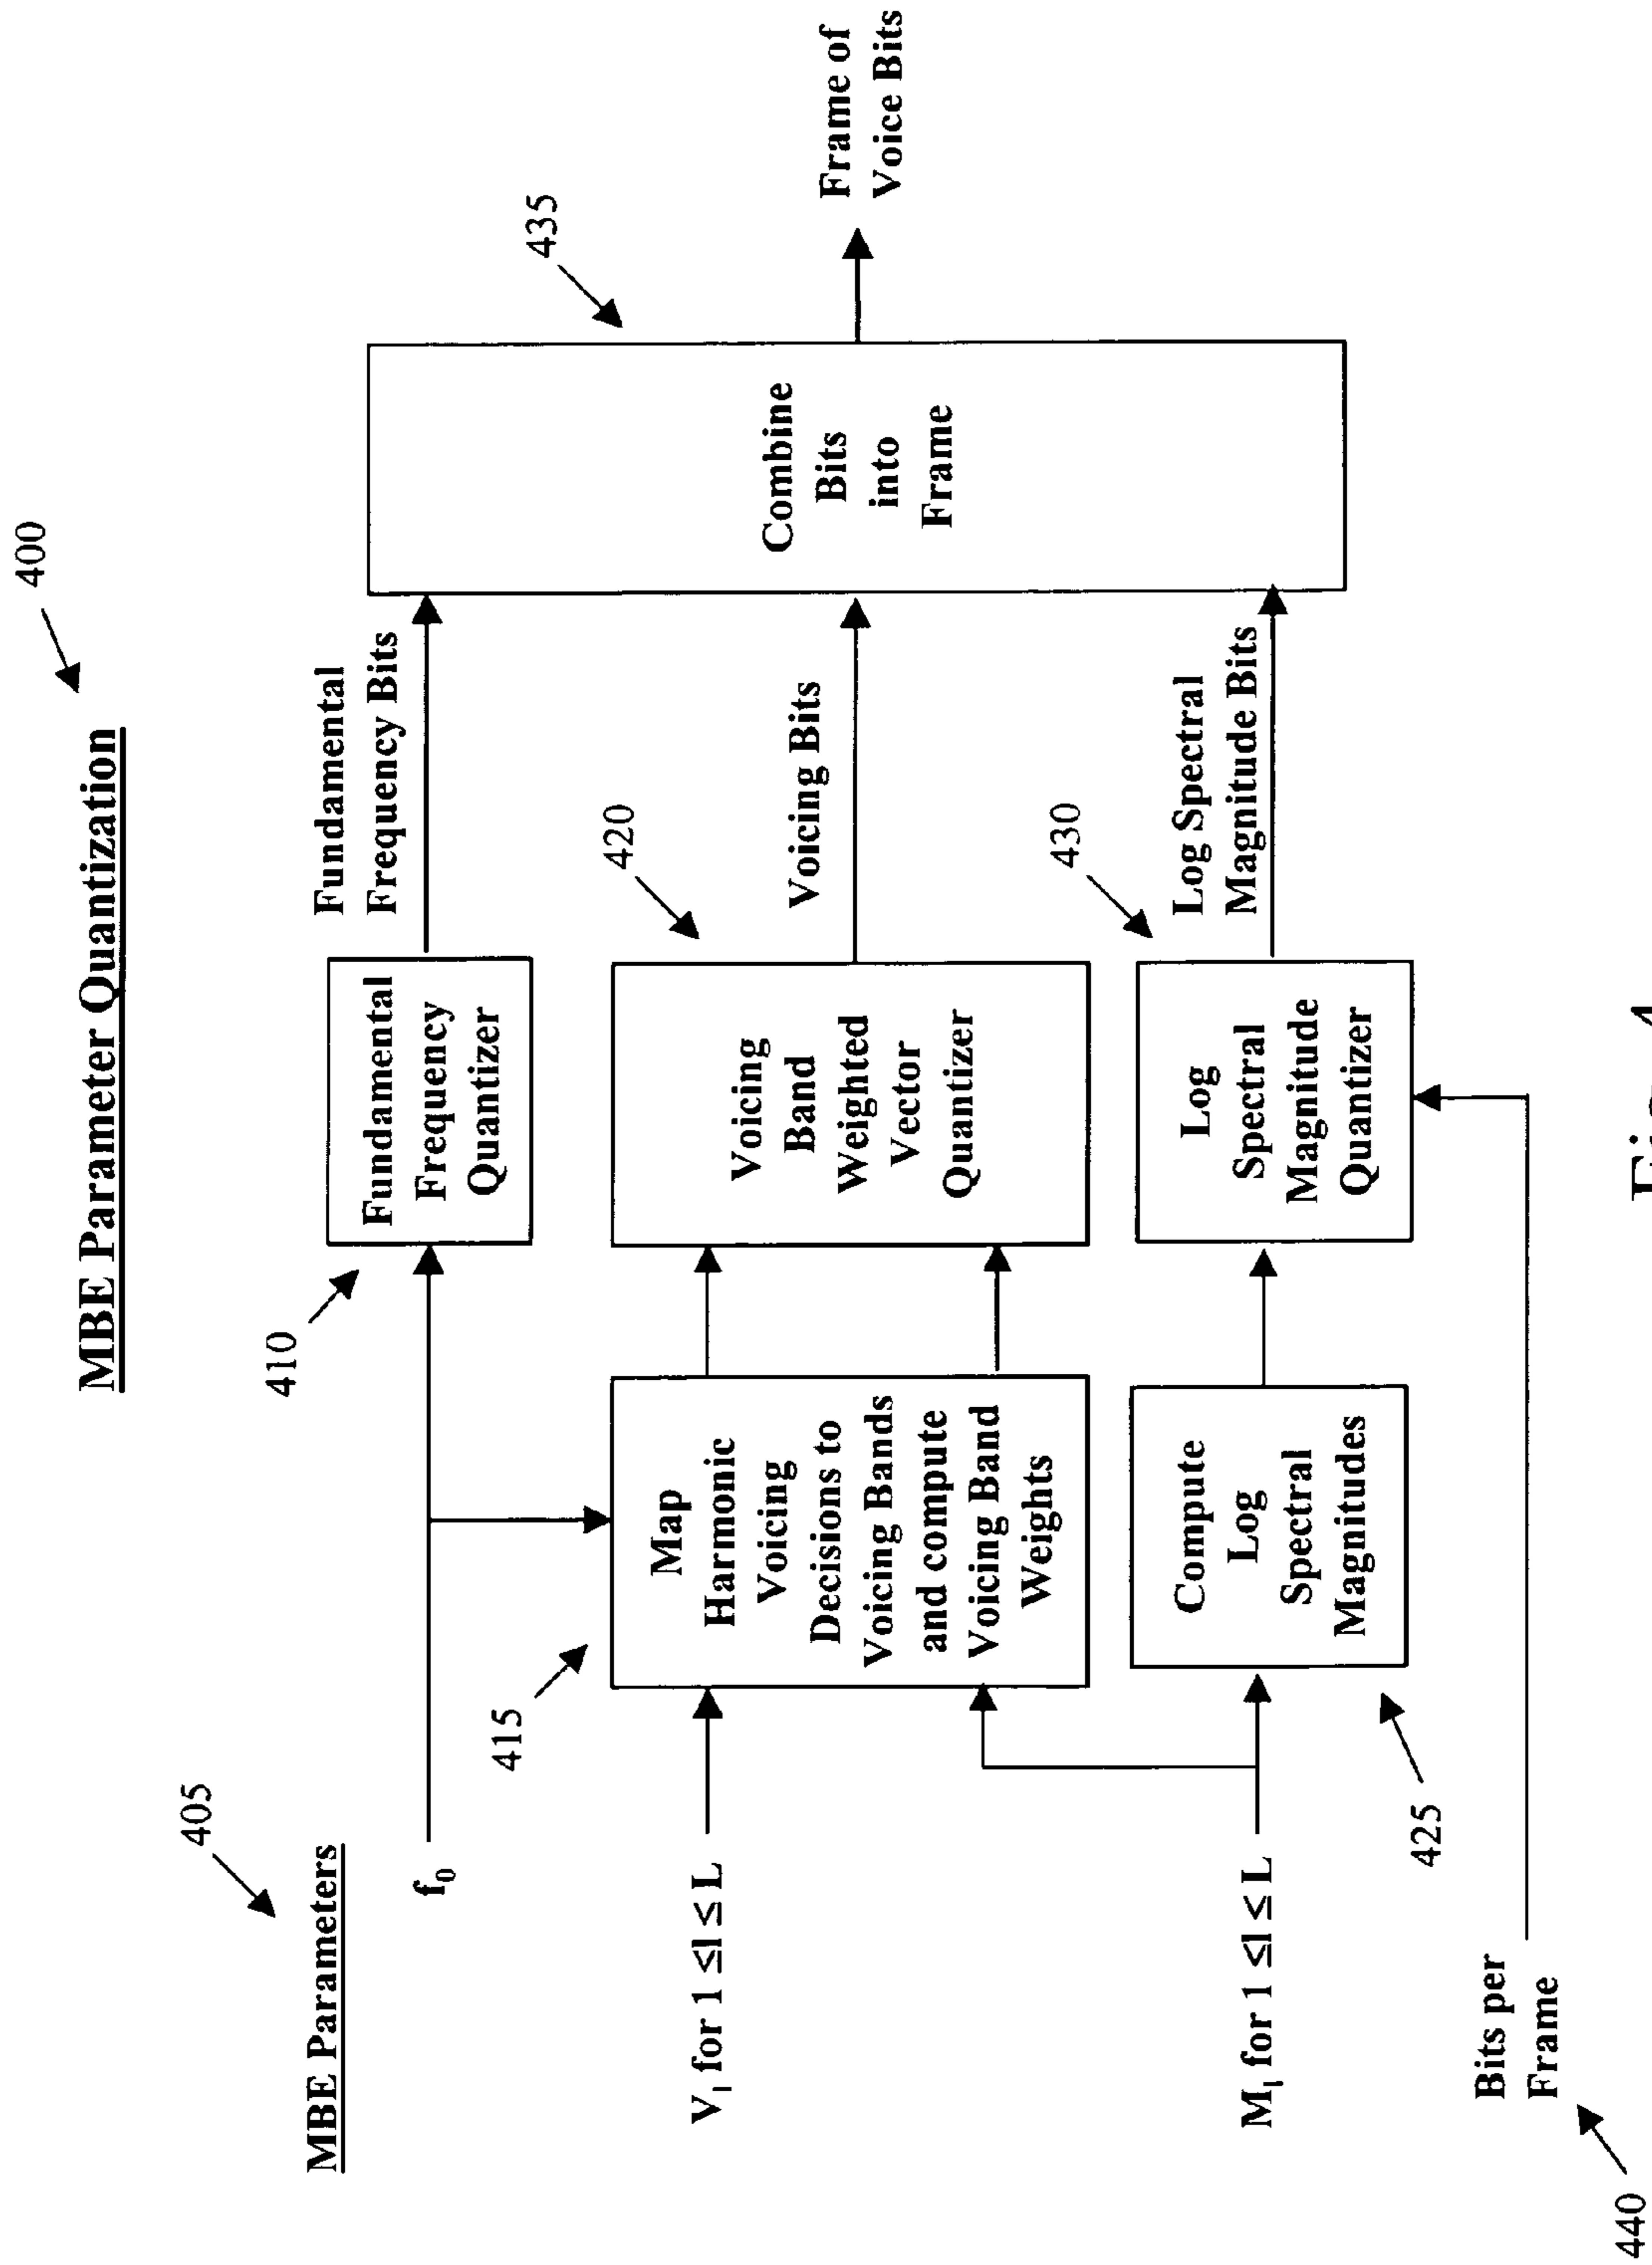 MBE Parameter Quantization
400
MBE Parameters
405
f₀
410
Fundamental
Frequency
Quantizer
Fundamental
Frequency Bits
V_l for 1 ≤l ≤ L
415
Map
Harmonic
Voicing
Decisions to
Voicing Bands
and compute
Voicing Band
Weights
420
Voicing
Band
Weighted
Vector
Quantizer
Voicing Bits
M_l for 1 ≤l ≤ L
425
Compute
Log
Spectral
Magnitudes
430
Log
Spectral
Magnitude
Quantizer
Log Spectral
Magnitude Bits
435
Combine
Bits
into
Frame
Frame of
Voice Bits
Bits per
Frame
440